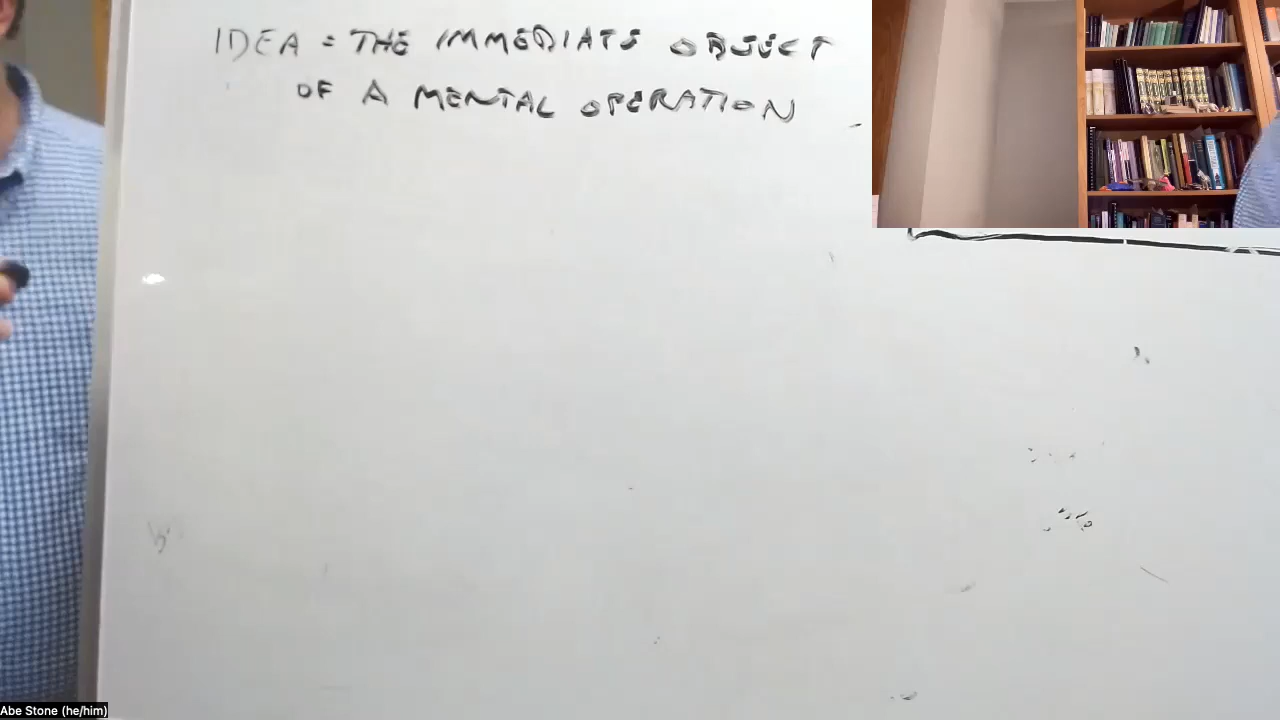 IDEA = THE IMMEDIATE OBJECT
OF A MENTAL OPERATION
Abe Stone (he/him)